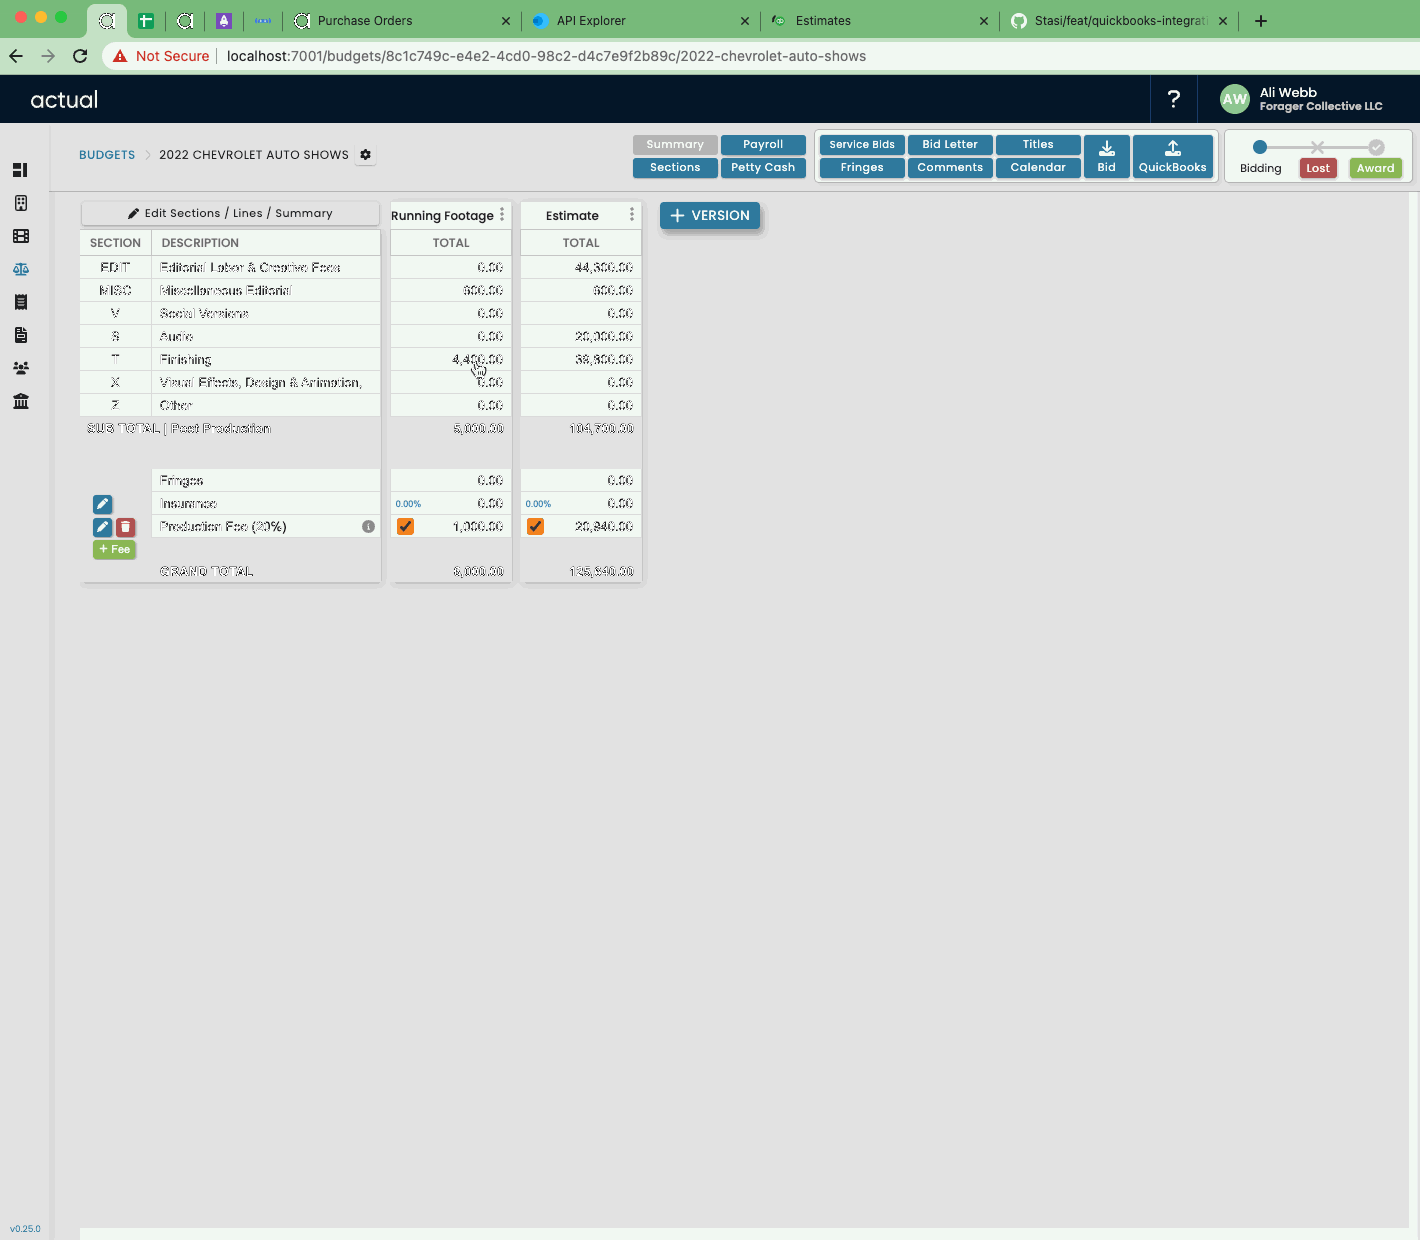 Purchase Orders
API Explorer
Estimates
Stasi/feat/quickbooks-integrati
Not Secure
localhost:7001/budgets/8c1c749c-e4e2-4cd0-98c2-d4c7e9f2b89c/2022-chevrolet-auto-shows
actual
?
AW
Ali Webb
Forager Collective LLC
BUDGETS
2022 CHEVROLET AUTO SHOWS
Summary
Payroll
Service Bids
Bid Letter
Titles
Sections
Petty Cash
Fringes
Comments
Calendar
Bid
QuickBooks
Bidding
Lost
Award
Edit Sections / Lines / Summary
Running Footage
Estimate
+ VERSION
SECTION DESCRIPTION TOTAL TOTAL
EDIT Editorial Labor & Creative Fees 0.00 44,300.00
MISC Miscellaneous Editorial 600.00 600.00
V Social Versions 0.00 0.00
S Audio 0.00 20,000.00
T Finishing 4,400.00 39,800.00
X Visual Effects, Design & Animation, 0.00 0.00
Z Other 0.00 0.00
SUB TOTAL | Post Production 5,000.00 104,700.00
Fringes 0.00 0.00
Insurance 0.00% 0.00 0.00% 0.00
Production Fee (20%) 1,000.00 20,940.00
+ Fee
GRAND TOTAL 6,000.00 125,640.00
v0.25.0